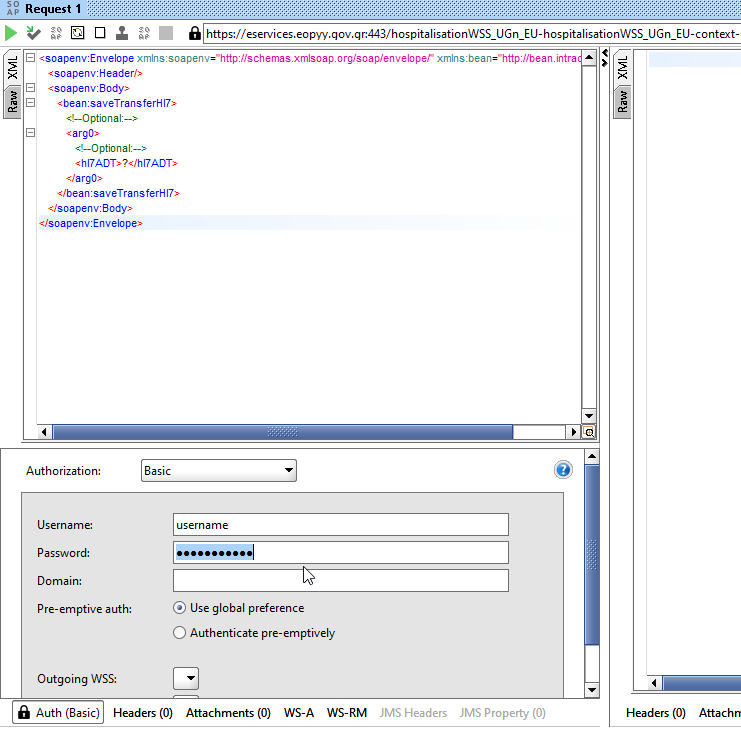 SO AP Request 1
https://eservices.eopyy.gov.gr:443/hospitalisationWSS_UGn_EU-hospitalisationWSS_UGn_EU-context-
XML
Raw
<soapenv:Envelope xmlns:soapenv="http://schemas.xmlsoap.org/soap/envelope/" xmlns:bean="http://bean.intrac
<soapenv:Header/>
<soapenv:Body>
<bean:saveTransferHl7>
<!--Optional:-->
<arg0>
<!--Optional:-->
<hl7ADT>?</hl7ADT>
</arg0>
</bean:saveTransferHl7>
</soapenv:Body>
</soapenv:Envelope>
XML
Raw
Authorization: Basic
Username: username
Password: ●●●●●●●●●●●
Domain:
Pre-emptive auth: Use global preference
Authenticate pre-emptively
Outgoing WSS:
Auth (Basic) Headers (0) Attachments (0) WS-A WS-RM JMS Headers JMS Property (0)
Headers (0) Attachm